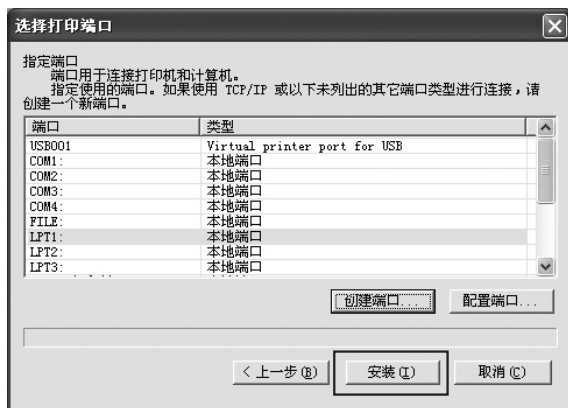 选择打印端口
指定端口
端口用于连接打印机和计算机。
指定使用的端口。如果使用 TCP/IP 或以下未列出的其它端口类型进行连接，请
创建一个新端口。
端口 类型
USB001 Virtual printer port for USB
COM1: 本地端口
COM2: 本地端口
COM3: 本地端口
COM4: 本地端口
FILE: 本地端口
LPT1: 本地端口
LPT2: 本地端口
LPT3: 本地端口
创建端口... 配置端口...
< 上一步(B) 安装(I) 取消(C)